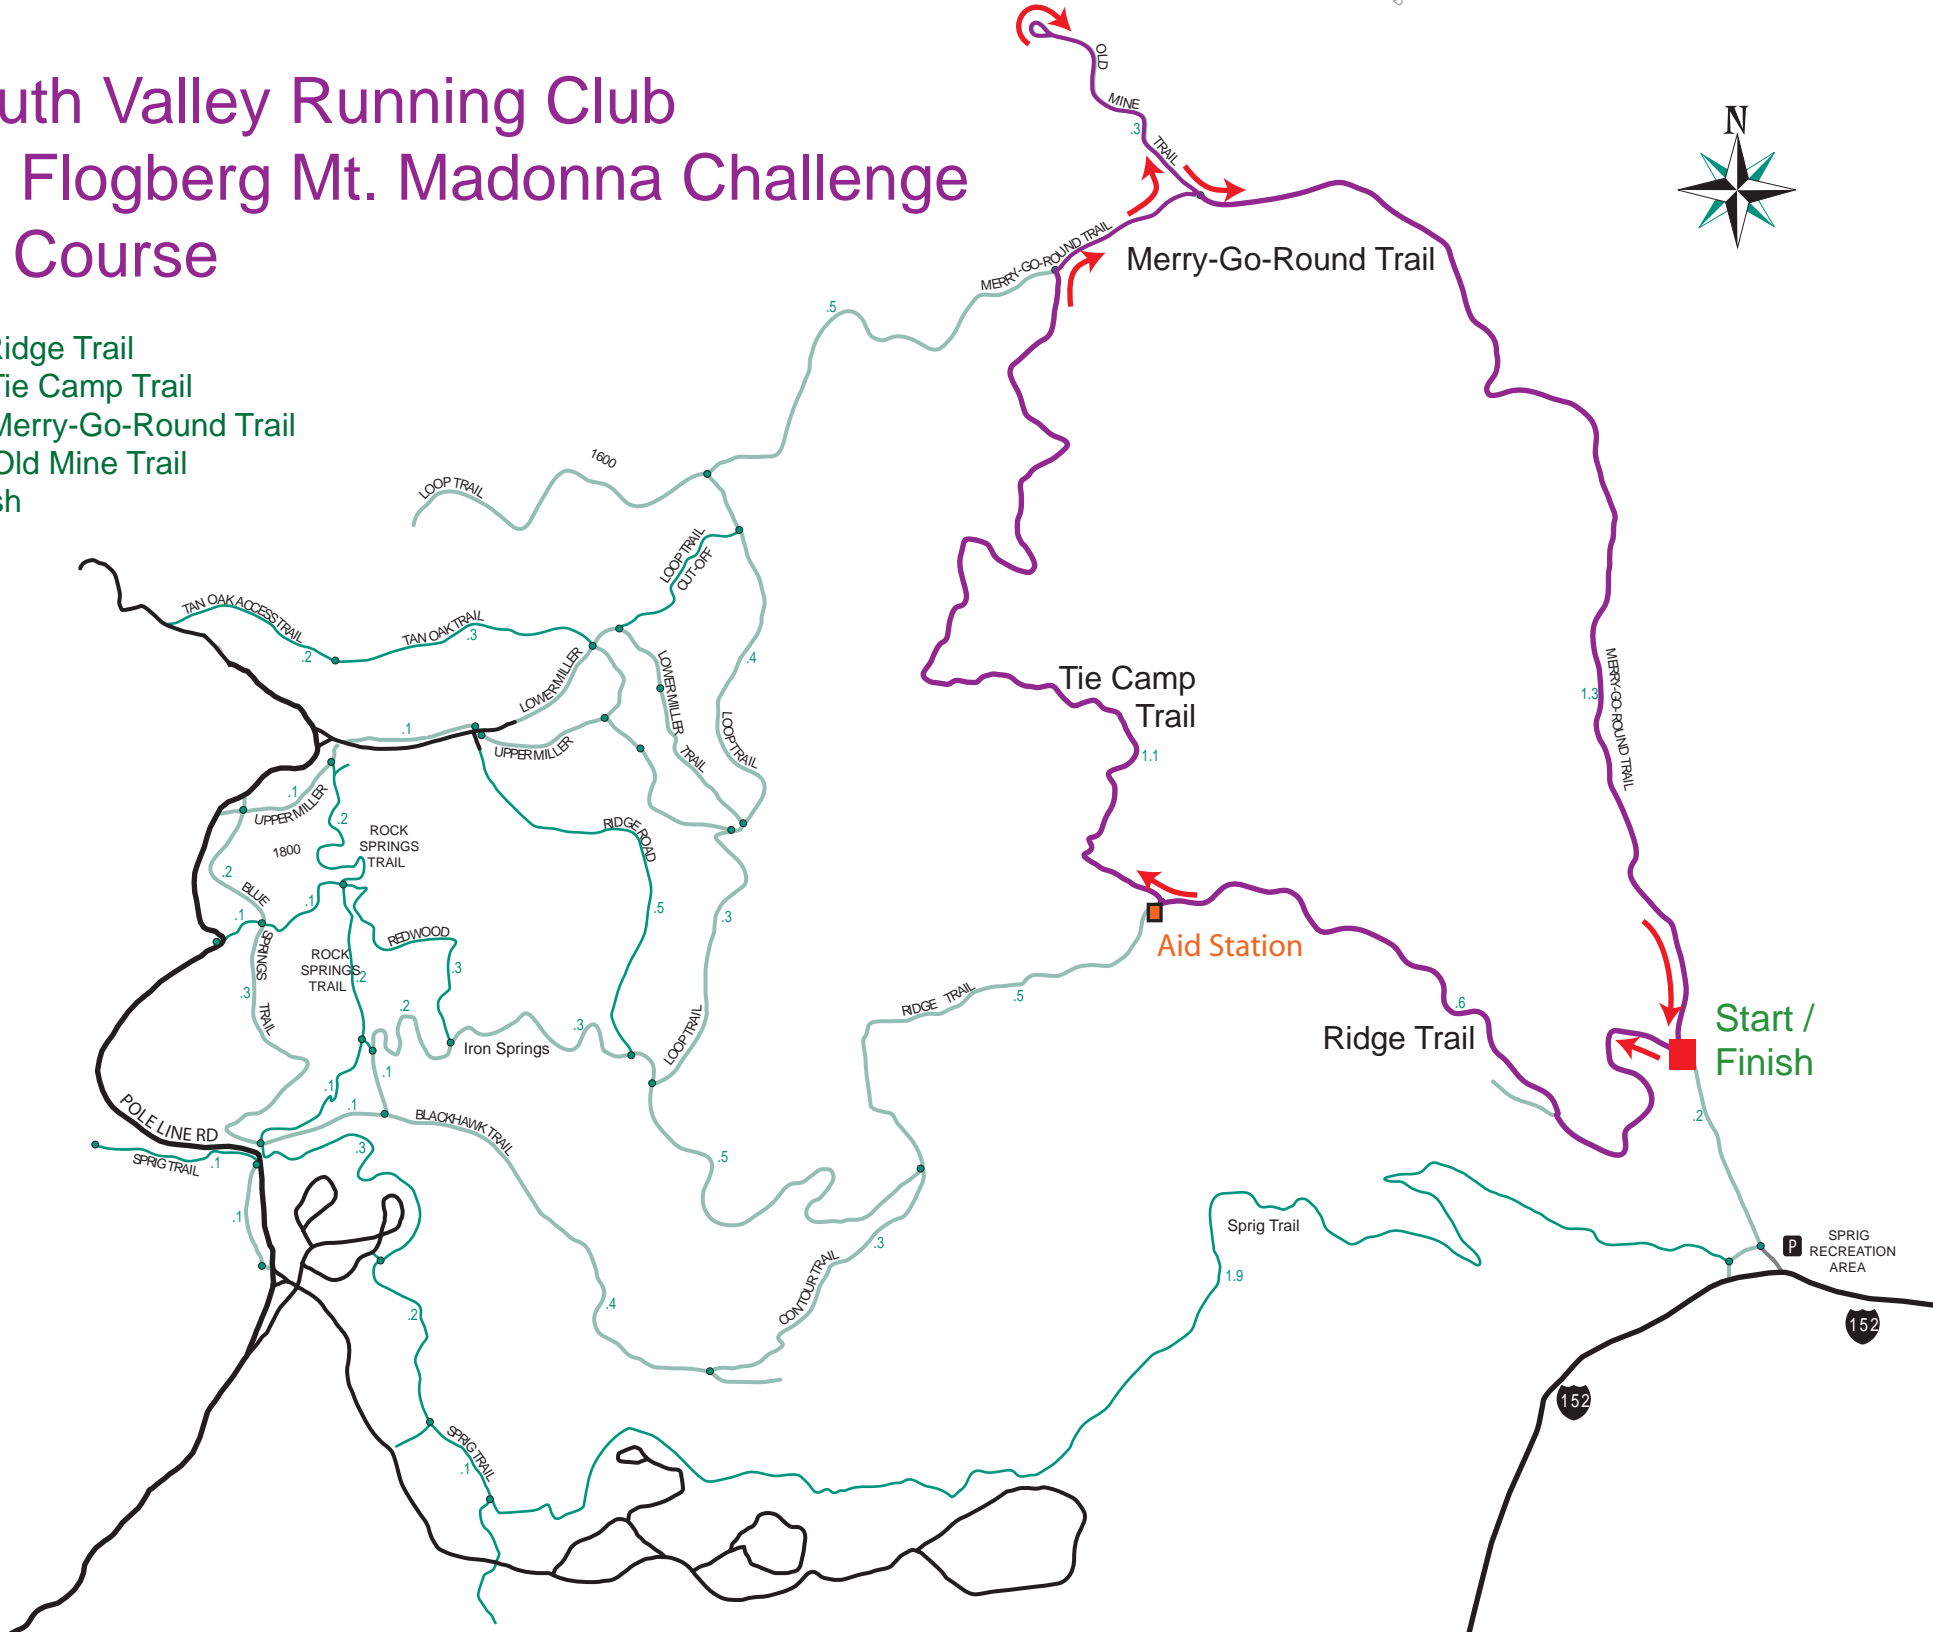 uth Valley Running Club
Flogberg Mt. Madonna Challenge
Course
Ridge Trail
Tie Camp Trail
Merry-Go-Round Trail
Old Mine Trail
sh
OLD
MINE
.3
TRAIL
N
MERRY-GO-ROUND TRAIL
Merry-Go-Round Trail
.5
1600
LOOP TRAIL
LOOP TRAIL
CUT-OFF
TAN OAK ACCESS TRAIL
.2
TAN OAK TRAIL
.3
LOWER MILLER
LOWER MILLER
TRAIL
.4
LOOP TRAIL
Tie Camp
Trail
1.1
1.3
MERRY-GO-ROUND TRAIL
.1
UPPER MILLER
.1
UPPER MILLER
.2
ROCK
SPRINGS
TRAIL
1800
RIDGE ROAD
.2
BLUE
.1
.1
.5
.3
REDWOOD
SPRINGS
ROCK
SPRINGS
TRAIL
.2
.3
.3
TRAIL
.2
.3
Iron Springs
LOOP TRAIL
Aid Station
RIDGE TRAIL
.5
.6
Ridge Trail
Start /
Finish
.1
.1
.1
.2
POLE LINE RD
BLACKHAWK TRAIL
SPRIG TRAIL
.1
.3
.5
.1
.3
CONTOUR TRAIL
Sprig Trail
1.9
P
SPRIG
RECREATION
AREA
.2
.4
152
152
SPRIG TRAIL
.1